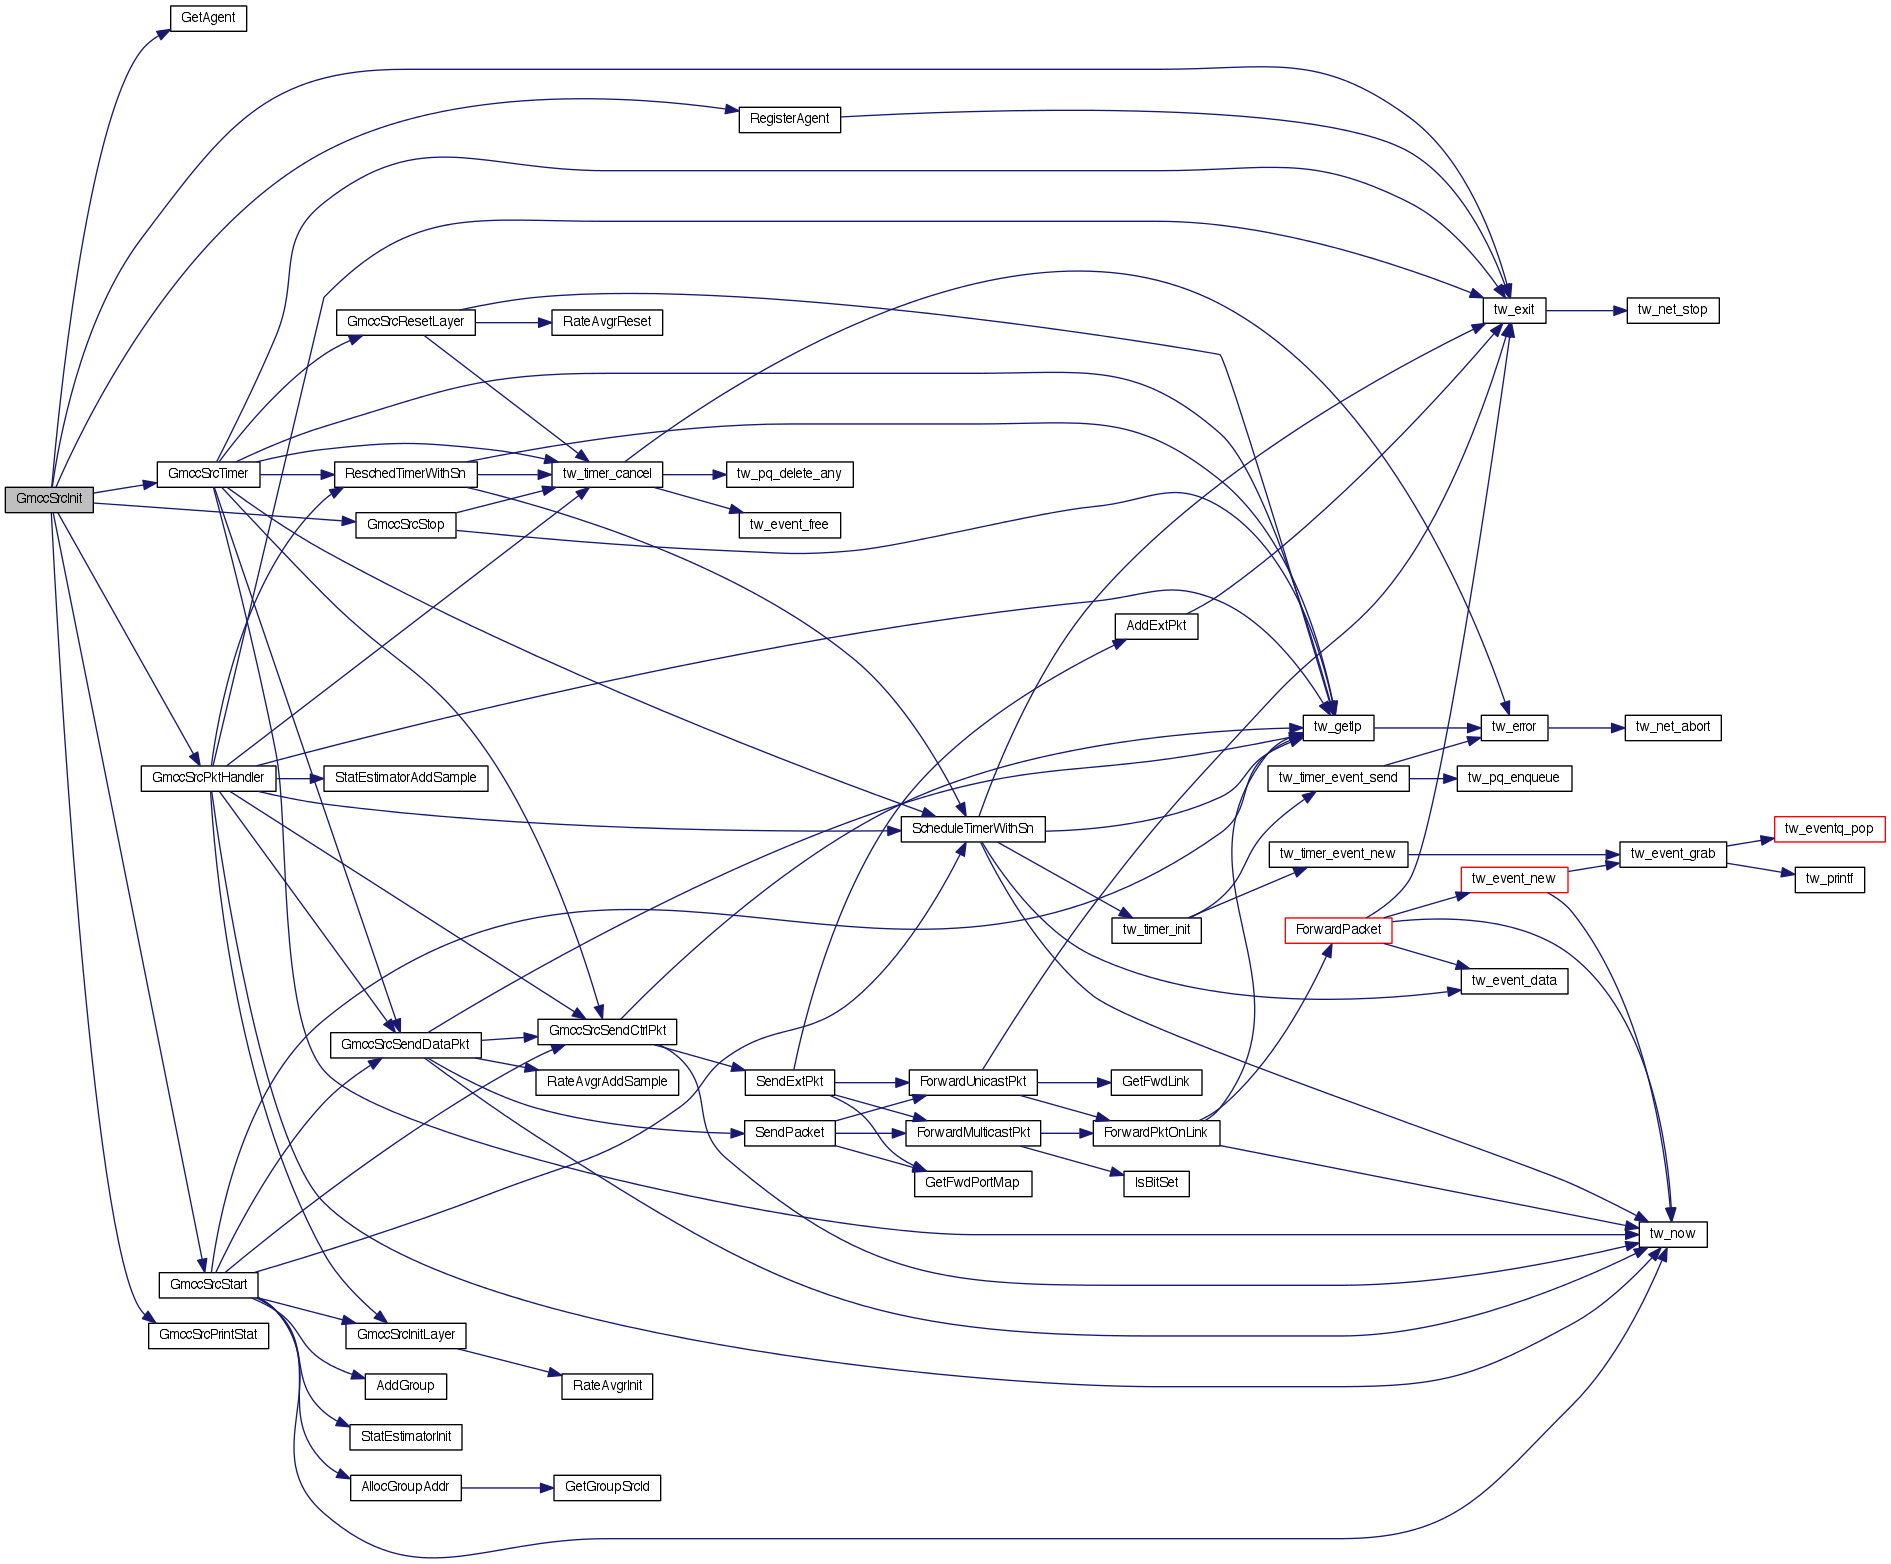 GetAgent
RegisterAgent
tw_exit
tw_net_stop
GmccSrcResetLayer
RateAvgrReset
GmccSrcTimer
ReschedTimerWithSn
tw_timer_cancel
tw_pq_delete_any
GmccSrcInit
GmccSrcStop
tw_event_free
AddExtPkt
tw_getlp
tw_error
tw_net_abort
GmccSrcPktHandler
StatEstimatorAddSample
tw_timer_event_send
tw_pq_enqueue
ScheduleTimerWithSn
tw_eventq_pop
tw_timer_event_new
tw_event_grab
tw_event_new
tw_printf
tw_timer_init
ForwardPacket
tw_event_data
GmccSrcSendCtrlPkt
GmccSrcSendDataPkt
RateAvgrAddSample
SendExtPkt
ForwardUnicastPkt
GetFwdLink
SendPacket
ForwardMulticastPkt
ForwardPktOnLink
GetFwdPortMap
IsBitSet
tw_now
GmccSrcStart
GmccSrcPrintStat
GmccSrcInitLayer
AddGroup
RateAvgrInit
StatEstimatorInit
AllocGroupAddr
GetGroupSrcId